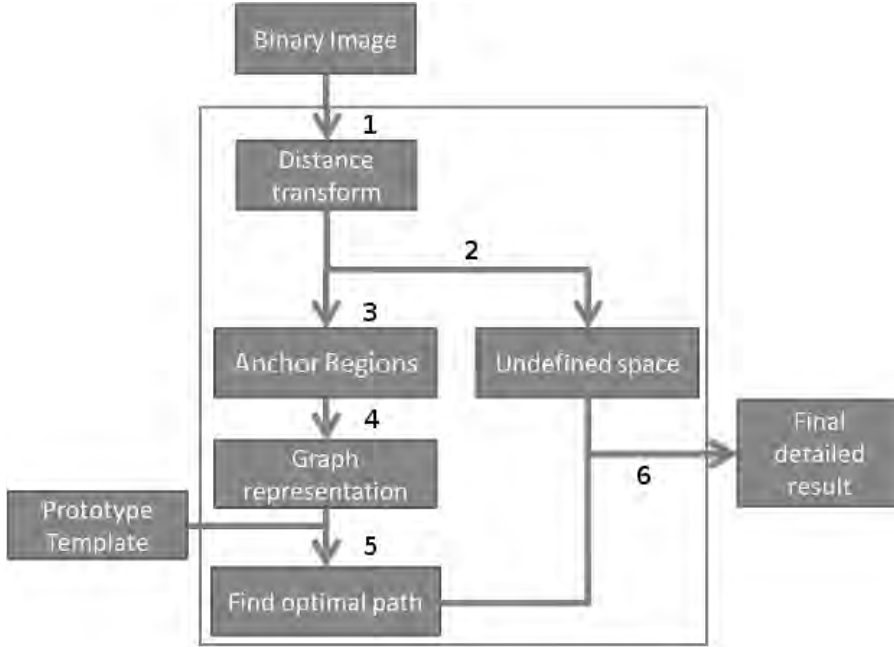 Binary Image
1
Distance
transform
2
3
Anchor Regions
Undefined space
4
Graph
representation
Final
detailed
result
6
Prototype
Template
5
Find optimal path